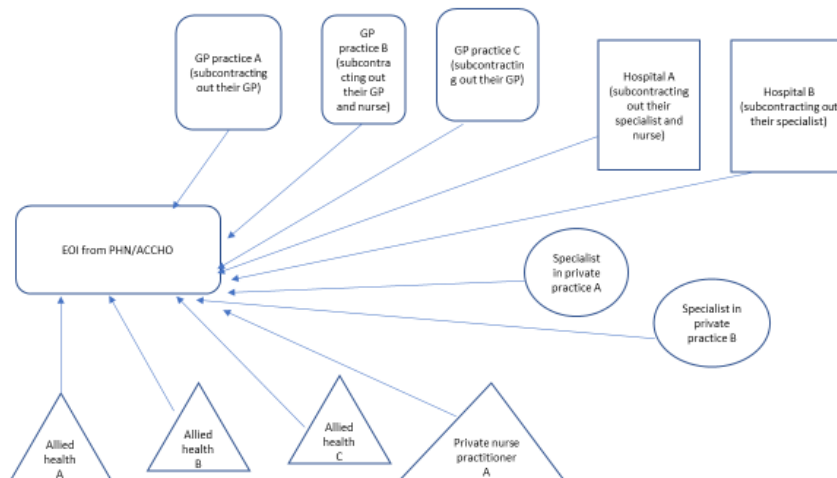 GP practice A
(subcontracting
out their GP)
GP
practice B
(subcontra
cting out
their GP
and nurse)
GP practice C
(subcontractin
g out their GP)
Hospital A
(subcontracting
out their
specialist and
nurse)
Hospital B
(subcontracting out
their specialist)
EOI from PHN/ACCHO
Specialist
in private
practice A
Specialist in
private
practice B
Allied
health
A
Allied
health
B
Allied
health
C
Private nurse
practitioner
A